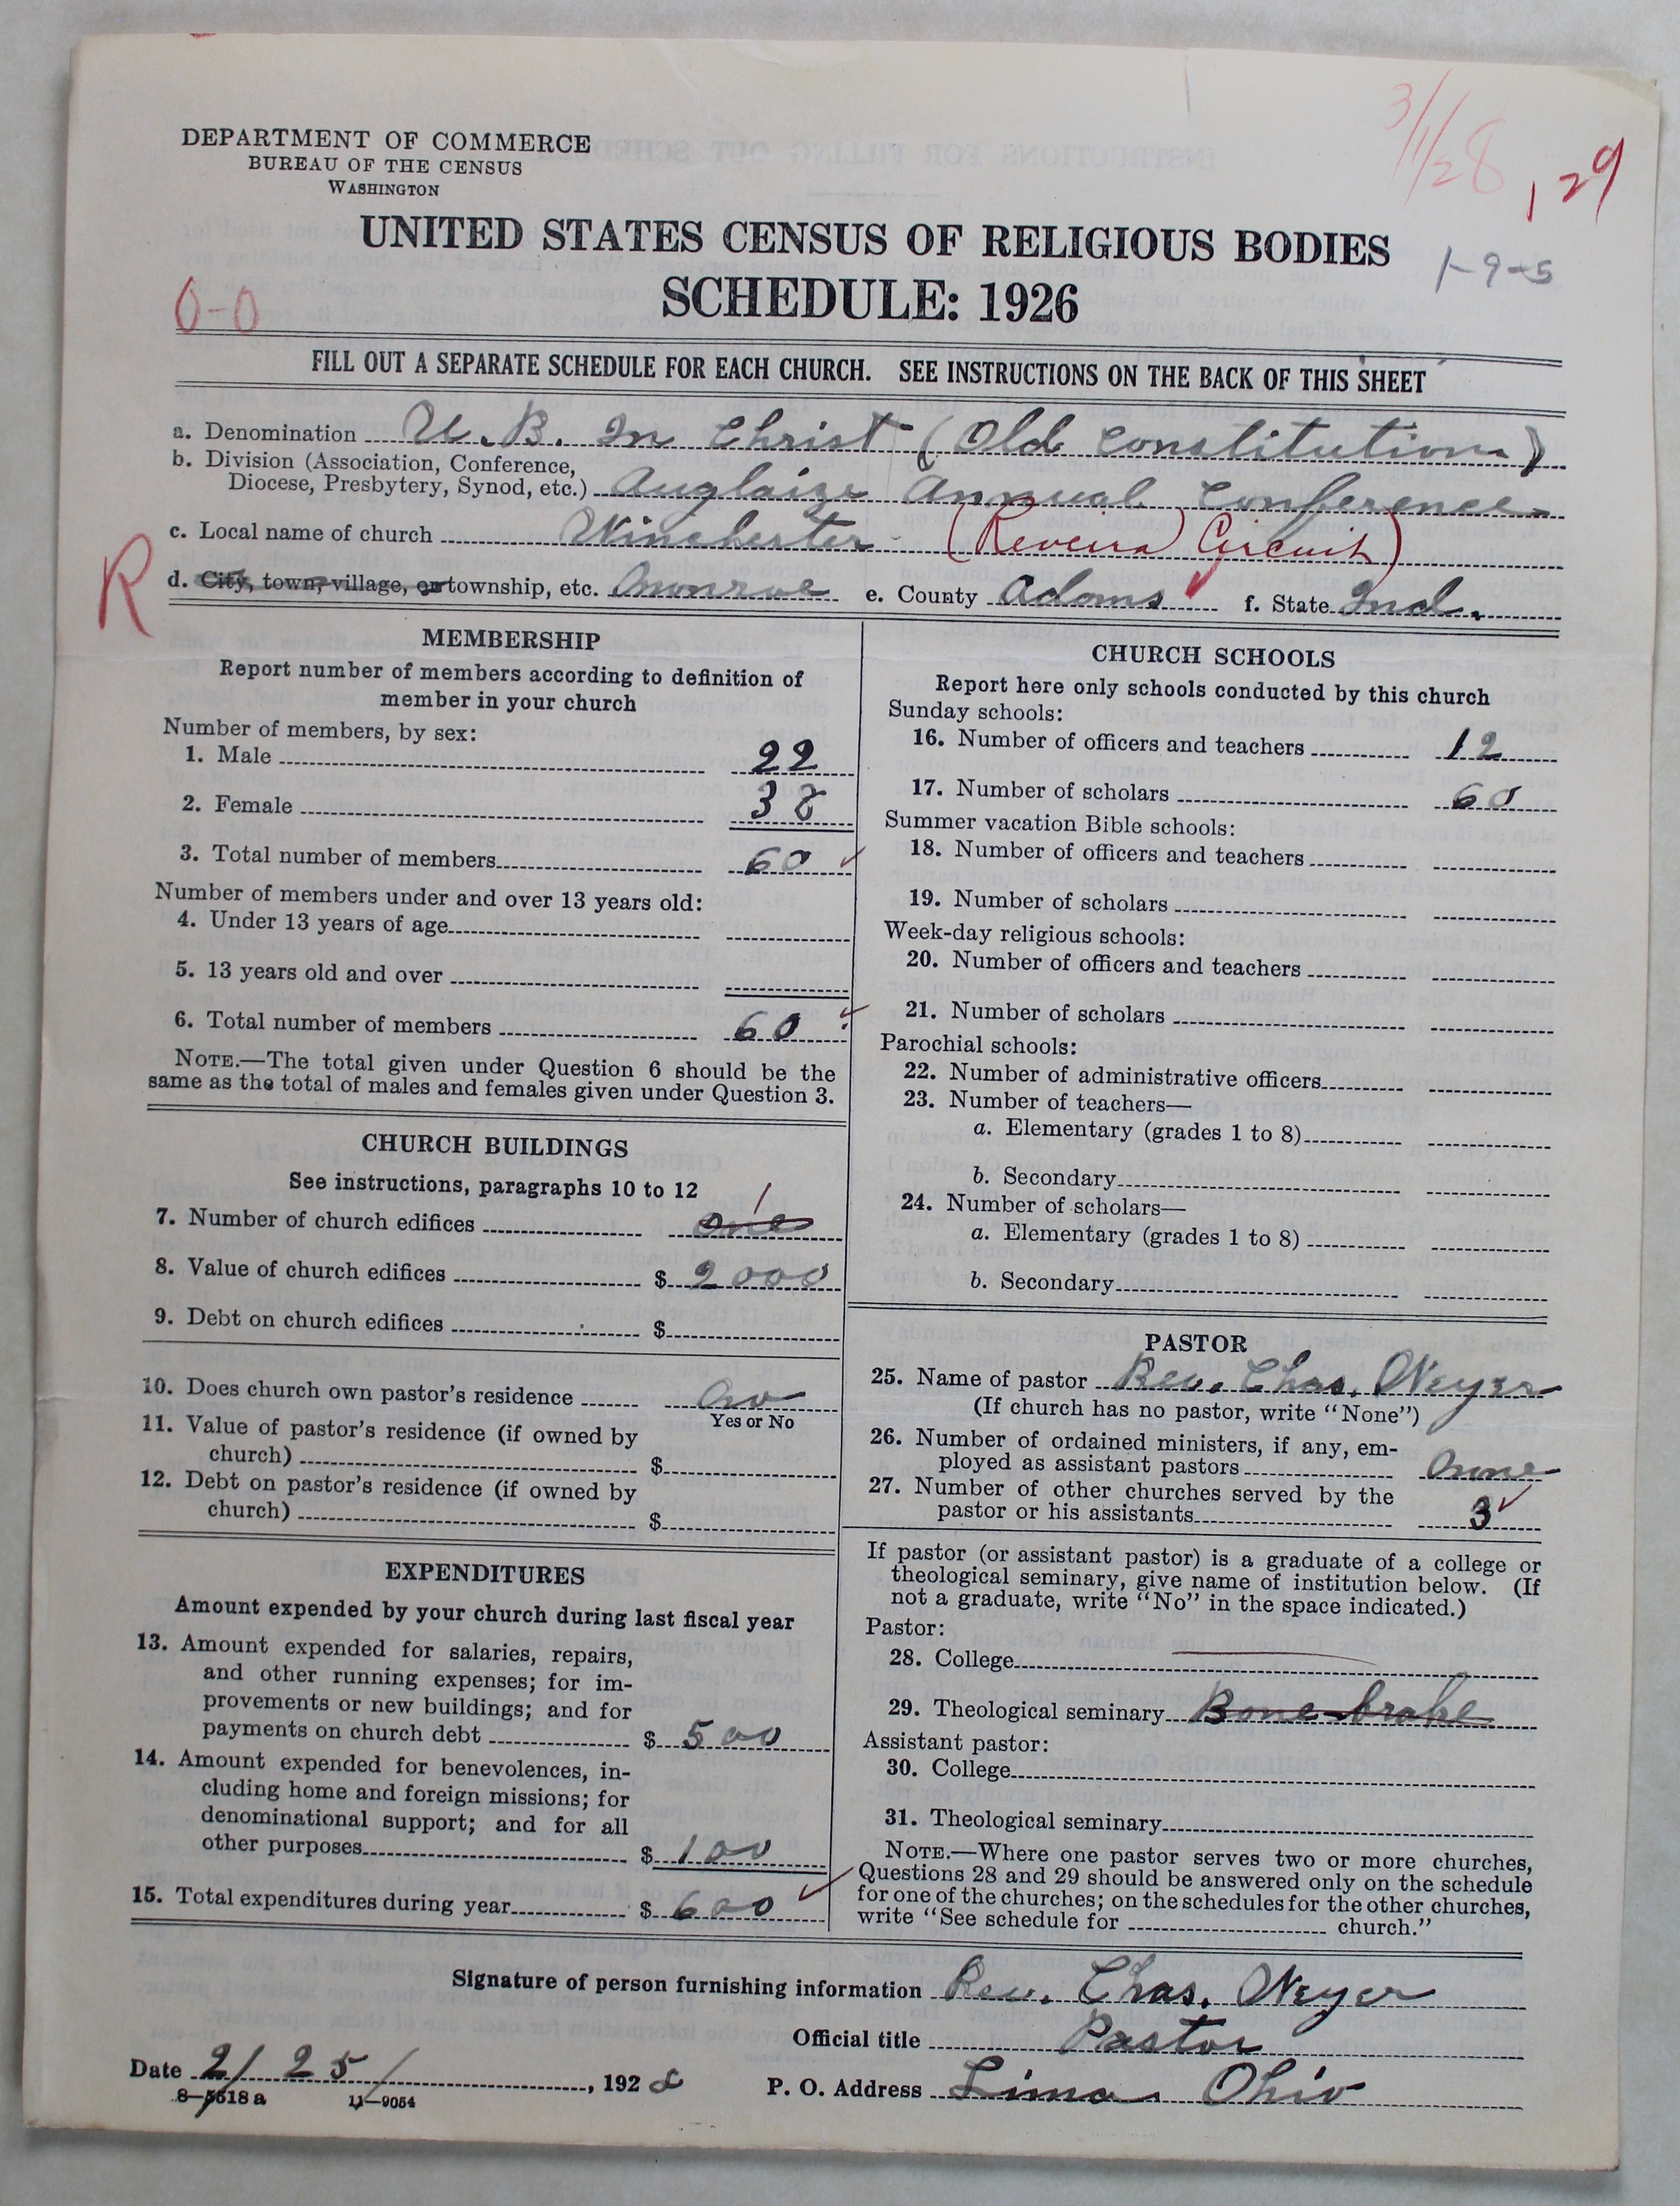 3/1/28
129
DEPARTMENT OF COMMERCE
BUREAU OF THE CENSUS
WASHINGTON
UNITED STATES CENSUS OF RELIGIOUS BODIES
1-9-5
SCHEDULE: 1926
0-0
FILL OUT A SEPARATE SCHEDULE FOR EACH CHURCH. SEE INSTRUCTIONS ON THE BACK OF THIS SHEET
a. Denomination U.B. In Christ (Old Constitution)
b. Division (Association, Conference,
Diocese, Presbytery, Synod, etc.) Auglaize Annual Conference
c. Local name of church Winchester (Circuit)
R
d. City, town, village, or township, etc. Monroe e. County Adams f. State Ind.
MEMBERSHIP
Report number of members according to definition of
member in your church
Number of members, by sex:
1. Male 22
2. Female 38
3. Total number of members 60
Number of members under and over 13 years old:
4. Under 13 years of age
5. 13 years old and over
6. Total number of members 60
NOTE.—The total given under Question 6 should be the
same as the total of males and females given under Question 3.
CHURCH BUILDINGS
See instructions, paragraphs 10 to 12
1
7. Number of church edifices one
8. Value of church edifices $ 2000
9. Debt on church edifices $
10. Does church own pastor's residence no
Yes or No
11. Value of pastor's residence (if owned by
church) $
12. Debt on pastor's residence (if owned by
church) $
EXPENDITURES
Amount expended by your church during last fiscal year
13. Amount expended for salaries, repairs,
and other running expenses; for im-
provements or new buildings; and for
payments on church debt $ 500
14. Amount expended for benevolences, in-
cluding home and foreign missions; for
denominational support; and for all
other purposes $ 100
15. Total expenditures during year $ 600
CHURCH SCHOOLS
Report here only schools conducted by this church
Sunday schools:
16. Number of officers and teachers 12
17. Number of scholars 60
Summer vacation Bible schools:
18. Number of officers and teachers
19. Number of scholars
Week-day religious schools:
20. Number of officers and teachers
21. Number of scholars
Parochial schools:
22. Number of administrative officers
23. Number of teachers—
a. Elementary (grades 1 to 8)
b. Secondary
24. Number of scholars—
a. Elementary (grades 1 to 8)
b. Secondary
PASTOR
25. Name of pastor Rev. Chas. Weyer
(If church has no pastor, write "None")
26. Number of ordained ministers, if any, em-
ployed as assistant pastors none
27. Number of other churches served by the
pastor or his assistants 3
If pastor (or assistant pastor) is a graduate of a college or
theological seminary, give name of institution below. (If
not a graduate, write "No" in the space indicated.)
Pastor:
28. College
29. Theological seminary Bonebrake
Assistant pastor:
30. College
31. Theological seminary
NOTE.—Where one pastor serves two or more churches,
Questions 28 and 29 should be answered only on the schedule
for one of the churches; on the schedules for the other churches,
write "See schedule for church."
Signature of person furnishing information Rev. Chas. Weyer
Official title Pastor
Date 2/25/, 1928
P. O. Address Lima Ohio
8-5518 a 11-9054